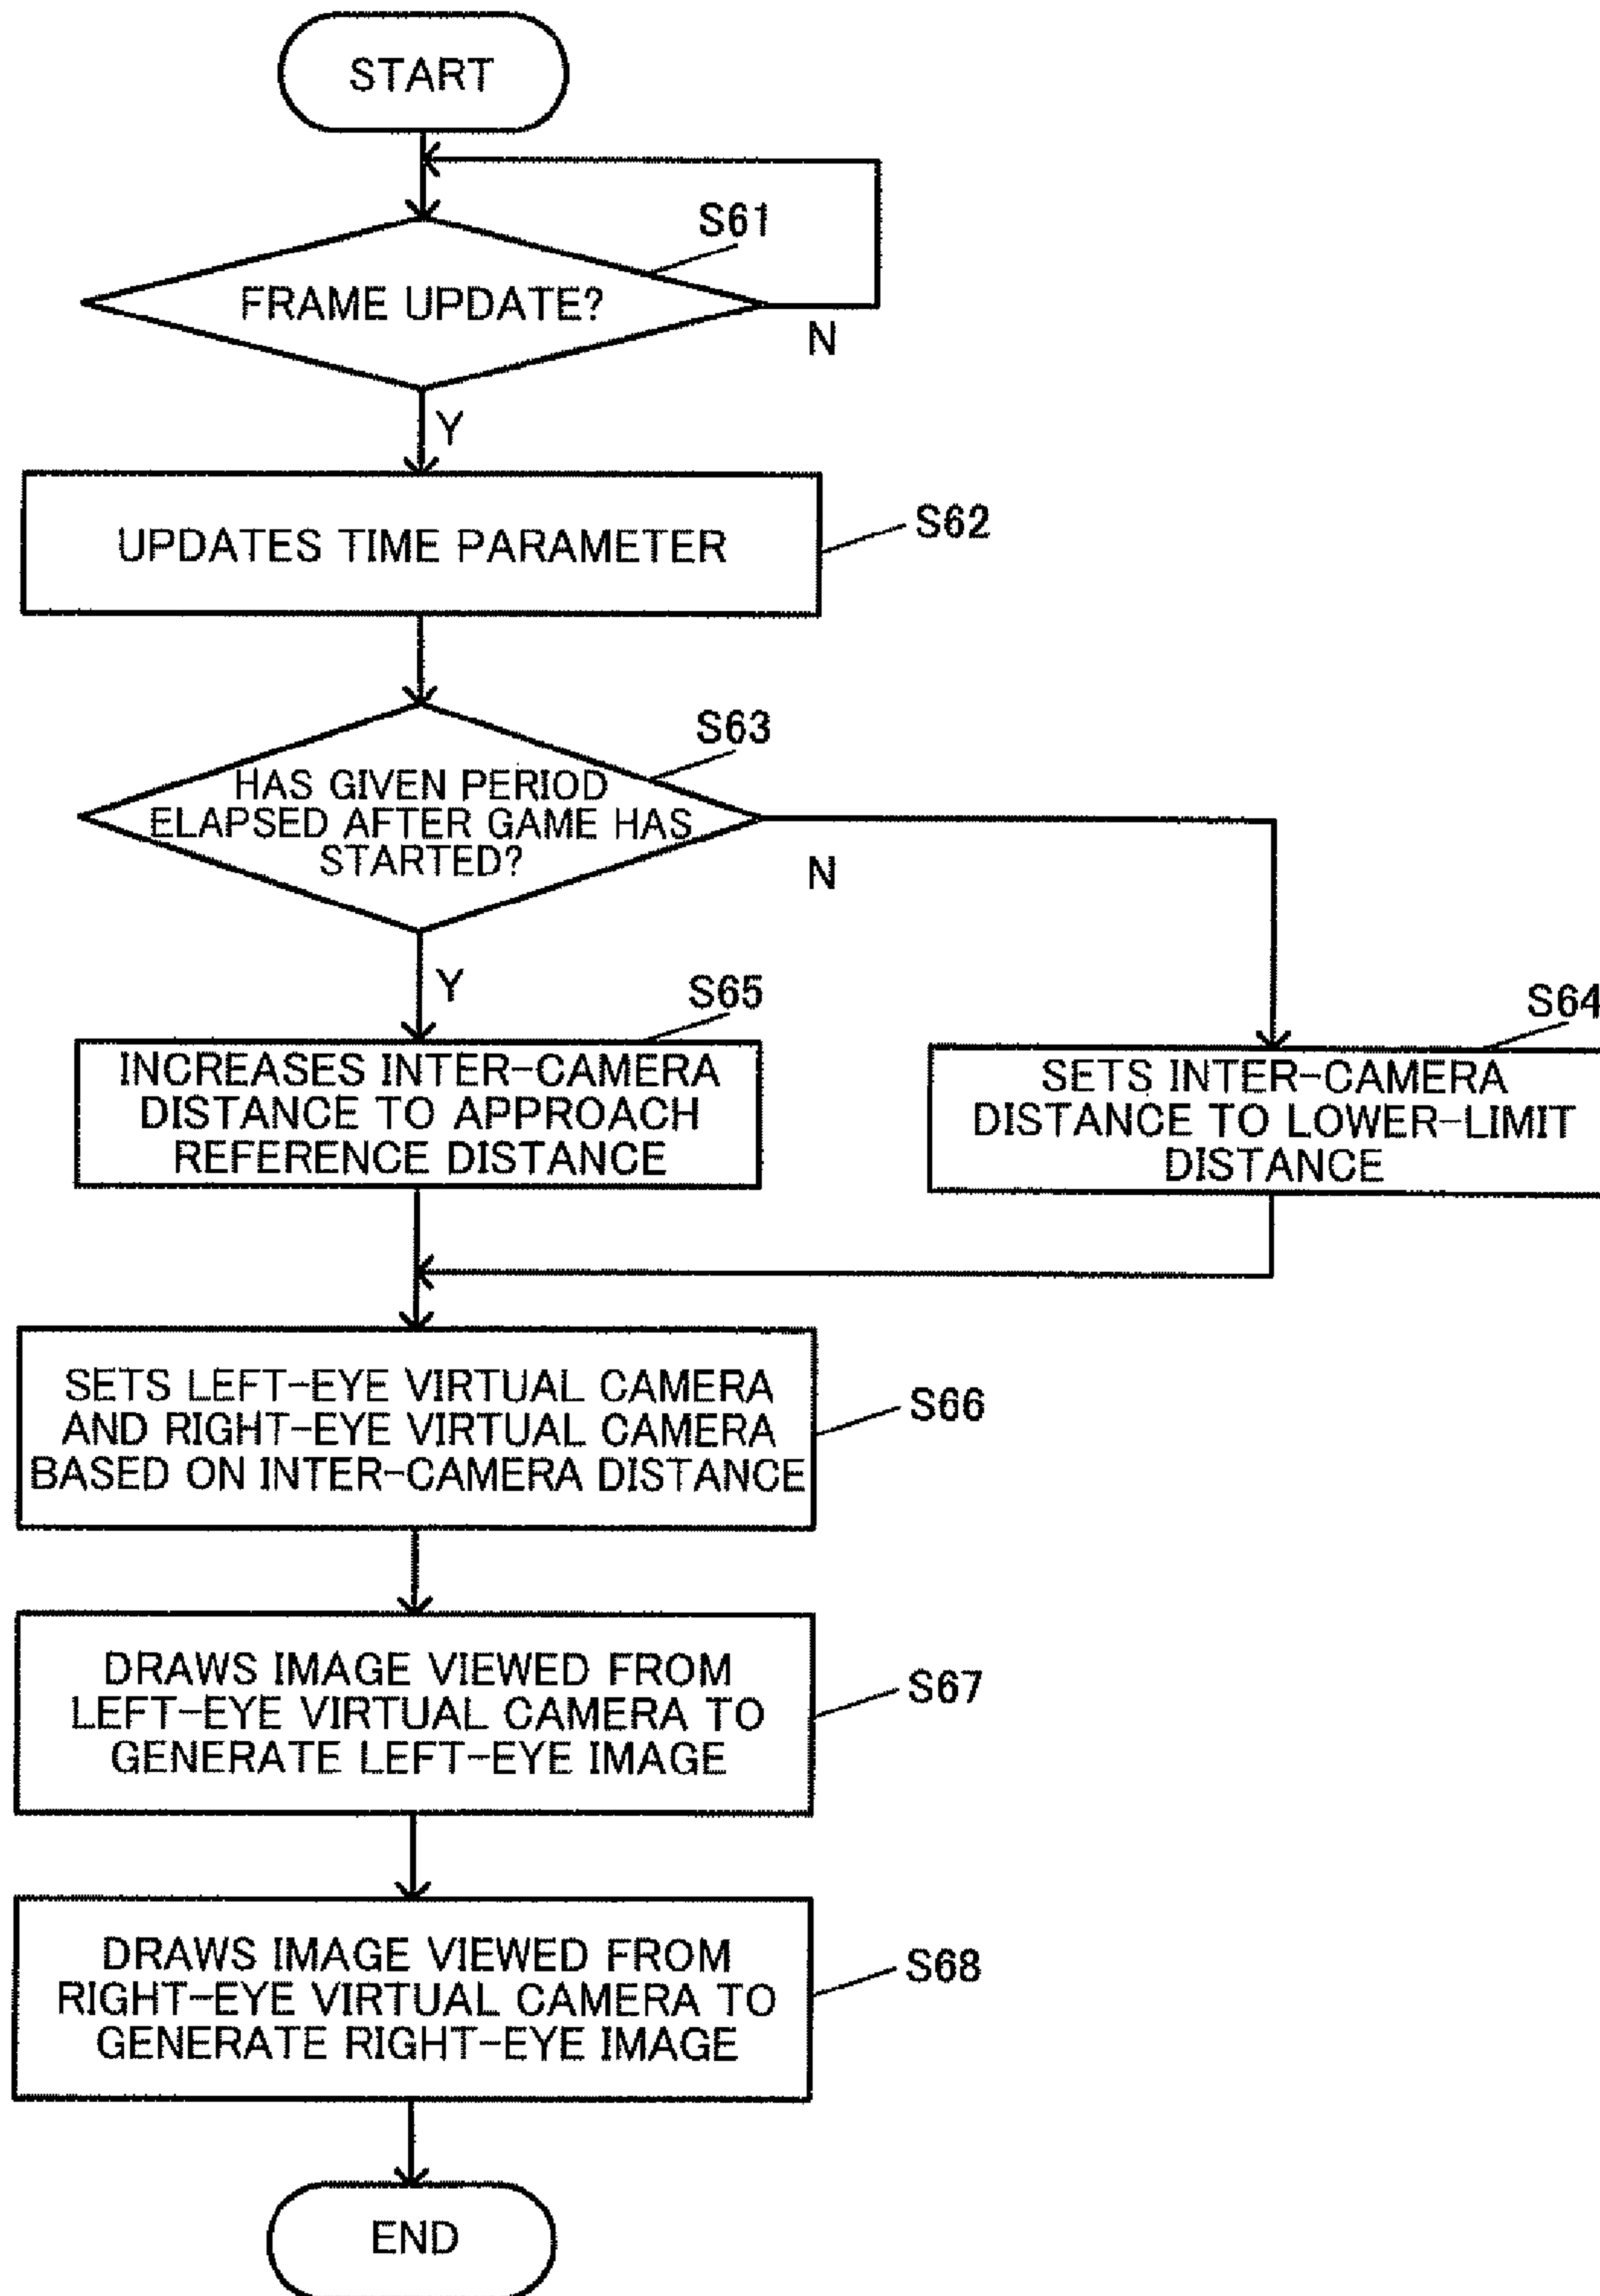 START
S61
FRAME UPDATE?
N
Y
UPDATES TIME PARAMETER
S62
S63
HAS GIVEN PERIOD
ELAPSED AFTER GAME HAS
STARTED?
N
Y
S65
INCREASES INTER-CAMERA
DISTANCE TO APPROACH
REFERENCE DISTANCE
S64
SETS INTER-CAMERA
DISTANCE TO LOWER-LIMIT
DISTANCE
SETS LEFT-EYE VIRTUAL CAMERA
AND RIGHT-EYE VIRTUAL CAMERA
BASED ON INTER-CAMERA DISTANCE
S66
DRAWS IMAGE VIEWED FROM
LEFT-EYE VIRTUAL CAMERA TO
GENERATE LEFT-EYE IMAGE
S67
DRAWS IMAGE VIEWED FROM
RIGHT-EYE VIRTUAL CAMERA TO
GENERATE RIGHT-EYE IMAGE
S68
END